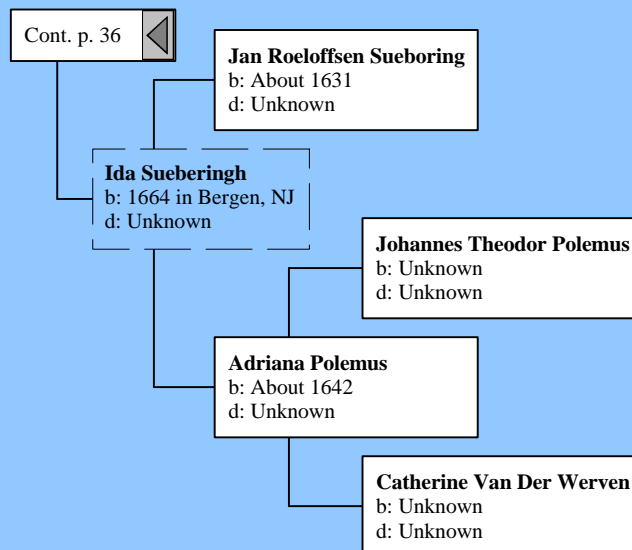 Cont. p. 36
Jan Roeloffsen Sueboring
b: About 1631
d: Unknown
Ida Sueberingh
b: 1664 in Bergen, NJ
d: Unknown
Johannes Theodor Polemus
b: Unknown
d: Unknown
Adriana Polemus
b: About 1642
d: Unknown
Catherine Van Der Werven
b: Unknown
d: Unknown